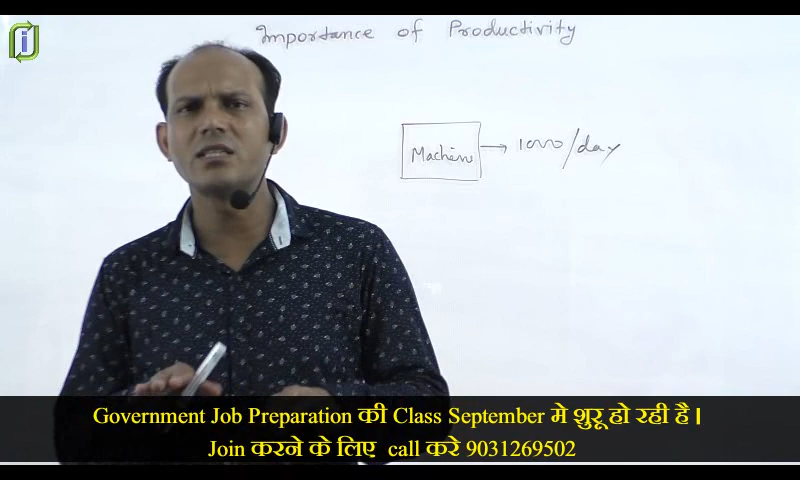 Importance of Productivity
Machine → 1000/day
Government Job Preparation की Class September मे शुरू हो रही है।
Join करने के लिए call करे 9031269502